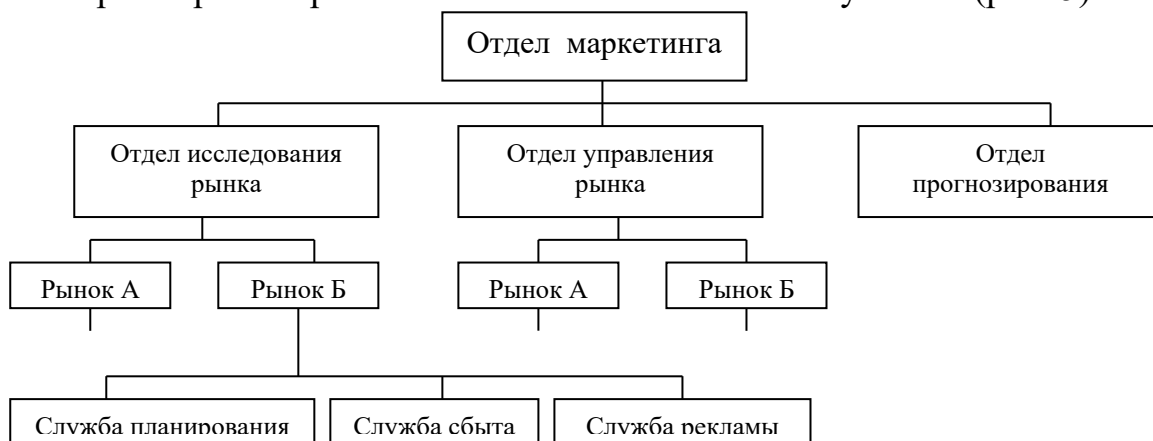 Отдел маркетинга
Отдел исследования
рынка
Отдел управления
рынка
Отдел
прогнозирования
Рынок А
Рынок Б
Рынок А
Рынок Б
Служба планирования
Служба сбыта
Служба рекламы